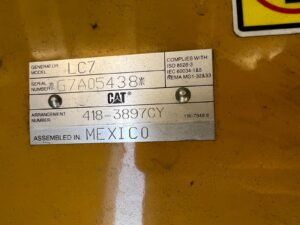 GENERATOR MODEL LC7
SERIAL NUMBER G7A05438*
COMPLIES WITH:
ISO 8528-3
IEC 60034-1&5
NEMA MG1-32&33
CAT
ARRANGEMENT NUMBER 418-3897CY
ASSEMBLED IN: MEXICO